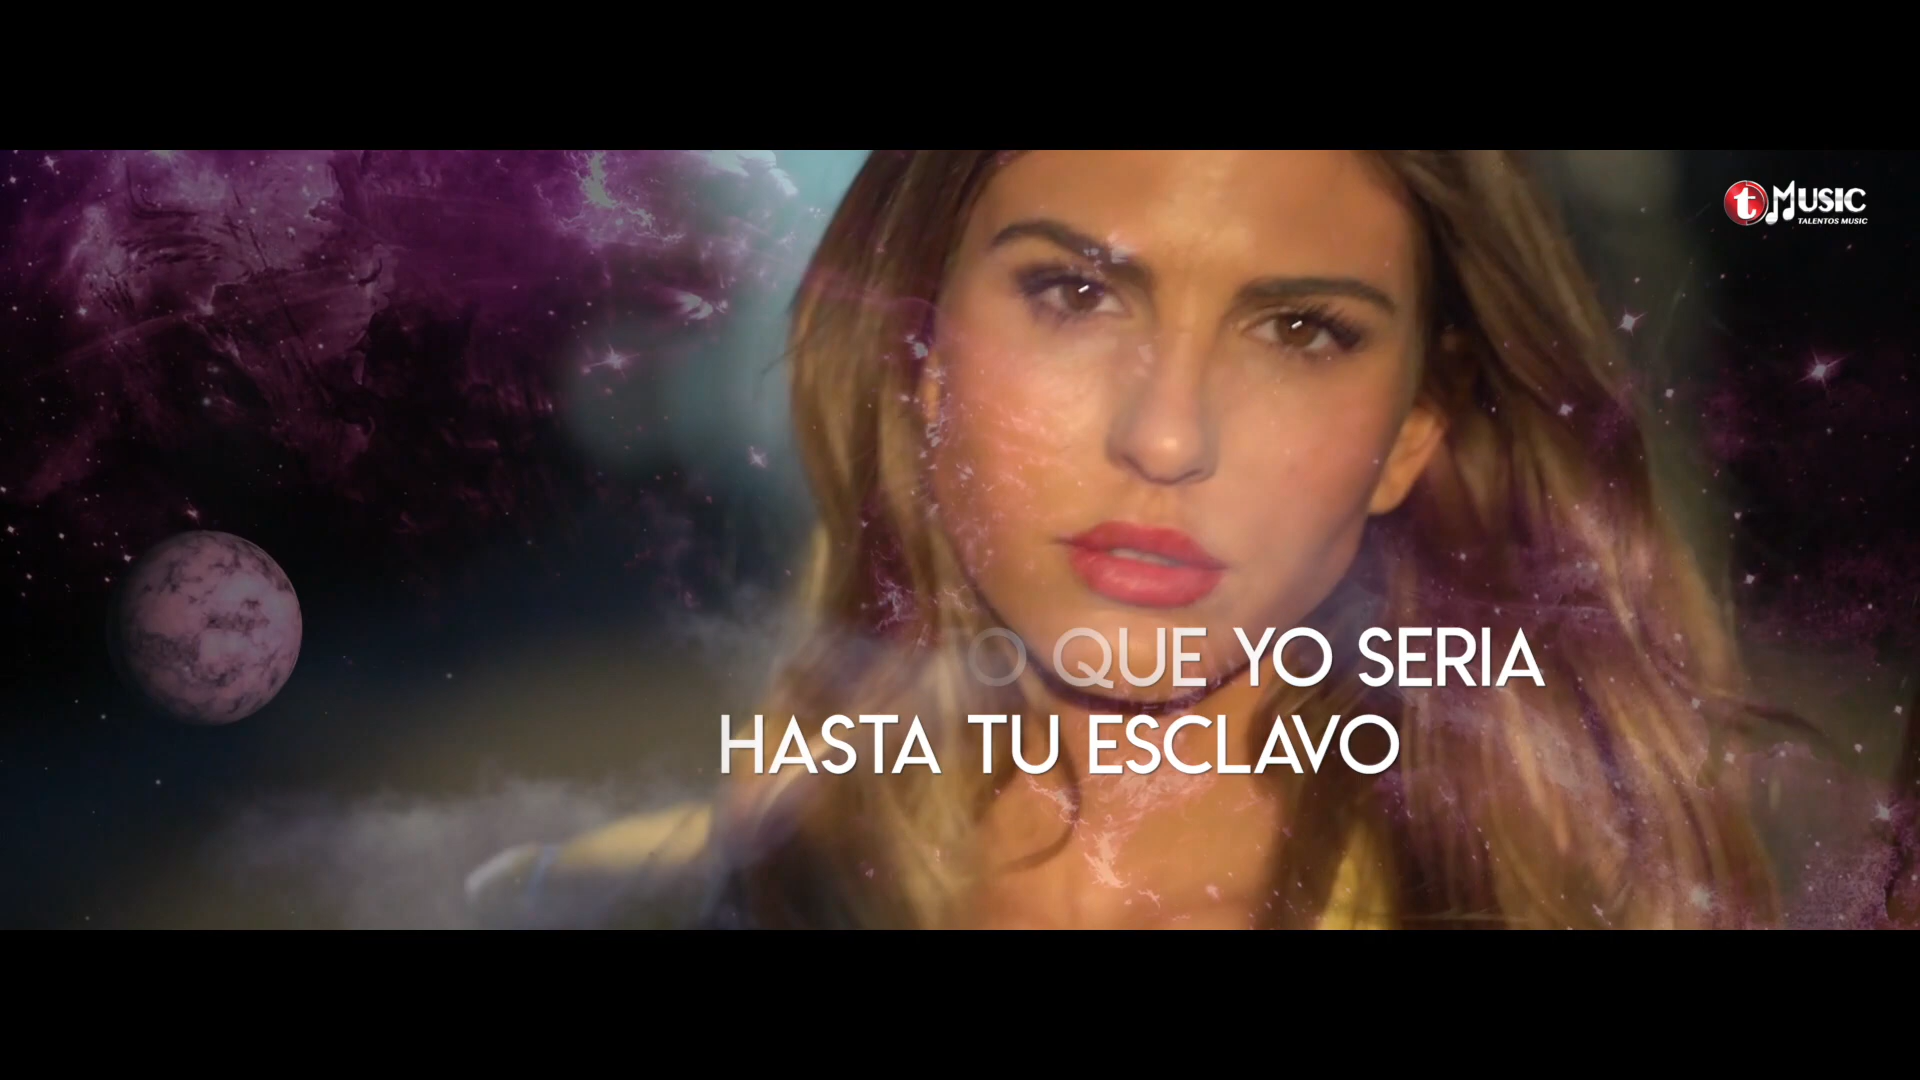 t MUSIC
TALENTOS MUSIC
QUE YO SERIA
HASTA TU ESCLAVO